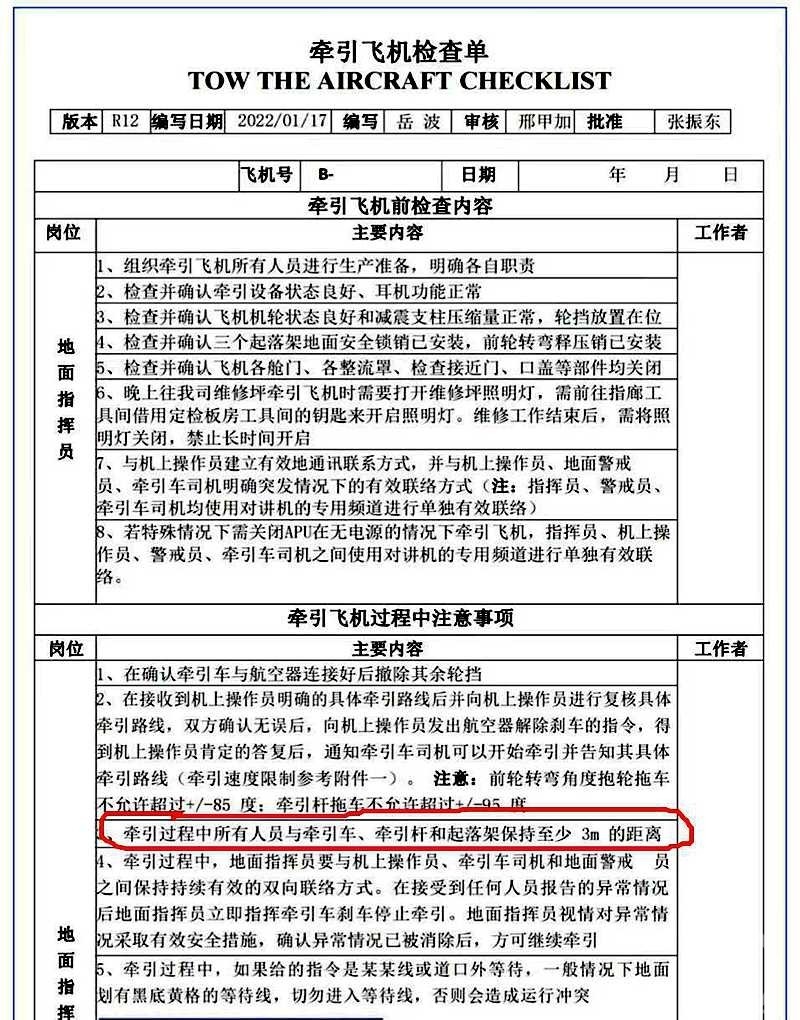 牵引飞机检查单
TOW THE AIRCRAFT CHECKLIST
版本 R12 编写日期 2022/01/17 编写 岳 波 审核 邢甲加 批准 张振东
飞机号 B- 日期 年 月 日
牵引飞机前检查内容
岗位 主要内容 工作者
地面指挥员
1、组织牵引飞机所有人员进行生产准备，明确各自职责
2、检查并确认牵引设备状态良好、耳机功能正常
3、检查并确认飞机机轮状态良好和减震支柱压缩量正常，轮挡放置在位
4、检查并确认三个起落架地面安全锁销已安装，前轮转弯释压销已安装
5、检查并确认飞机各舱门、各整流罩、检查接近门、口盖等部件均关闭
6、晚上往我司维修坪牵引飞机时需要打开维修坪照明灯，需前往指廊工
具间借用定检板房工具间的钥匙来开启照明灯。维修工作结束后，需将照
明灯关闭，禁止长时间开启
7、与机上操作员建立有效地通讯联系方式，并与机上操作员、地面警戒
员、牵引车司机明确突发情况下的有效联络方式（注：指挥员、警戒员、
牵引车司机均使用对讲机的专用频道进行单独有效联络）
8、若特殊情况下需关闭APU在无电源的情况下牵引飞机，指挥员、机上操
作员、警戒员、牵引车司机之间使用对讲机的专用频道进行单独有效联
络。
牵引飞机过程中注意事项
岗位 主要内容 工作者
地面指挥
1、在确认牵引车与航空器连接好后撤除其余轮挡
2、在接收到机上操作员明确的具体牵引路线后并向机上操作员进行复核具体
牵引路线，双方确认无误后，向机上操作员发出航空器解除刹车的指令，得
到机上操作员肯定的答复后，通知牵引车司机可以开始牵引并告知其具体
牵引路线（牵引速度限制参考附件一）。 注意：前轮转弯角度抱轮拖车
不允许超过+/-85 度；牵引杆拖车不允许超过+/-95 度
、牵引过程中所有人员与牵引车、牵引杆和起落架保持至少 3m 的距离
4、牵引过程中，地面指挥员要与机上操作员、牵引车司机和地面警戒 员
之间保持持续有效的双向联络方式。在接受到任何人员报告的异常情况
后地面指挥员立即指挥牵引车刹车停止牵引。地面指挥员视情对异常情
况采取有效安全措施，确认异常情况已被消除后，方可继续牵引
5、牵引过程中，如果给的指令是某某线或道口外等待，一般情况下地面
划有黑底黄格的等待线，切勿进入等待线，否则会造成运行冲突